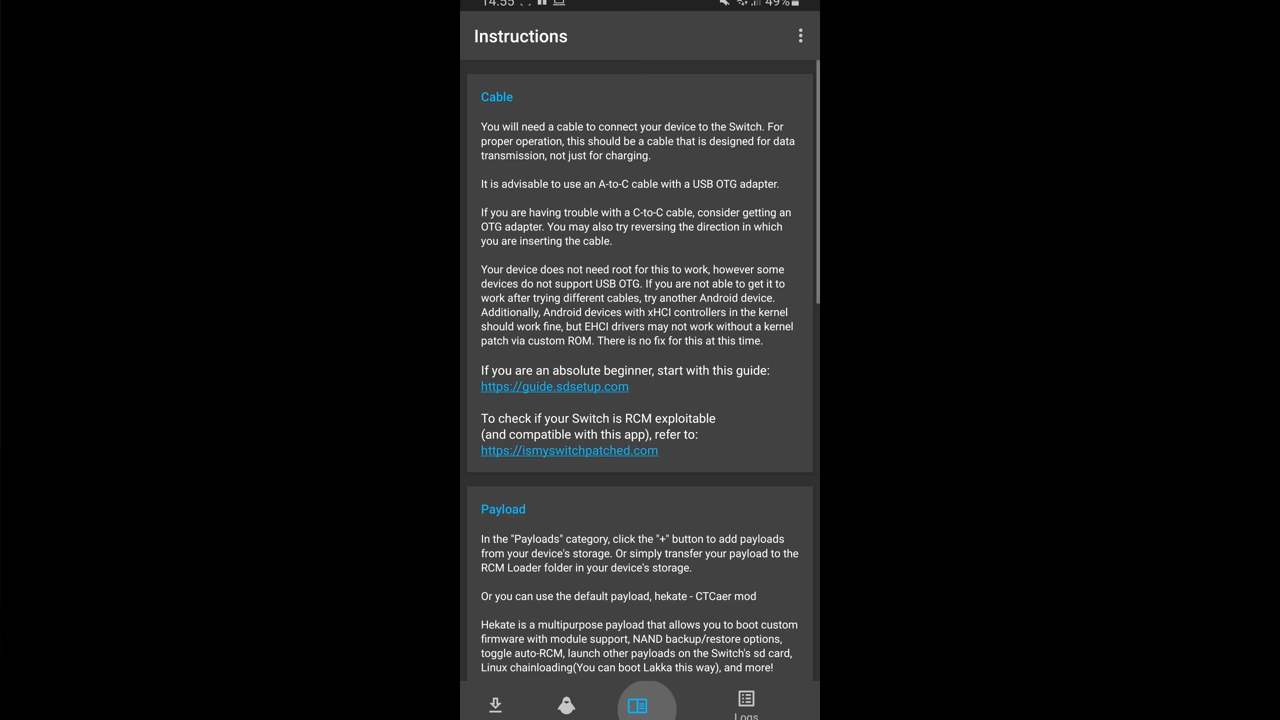 14:55
49%
Instructions
Cable
You will need a cable to connect your device to the Switch. For
proper operation, this should be a cable that is designed for data
transmission, not just for charging.
It is advisable to use an A-to-C cable with a USB OTG adapter.
If you are having trouble with a C-to-C cable, consider getting an
OTG adapter. You may also try reversing the direction in which
you are inserting the cable.
Your device does not need root for this to work, however some
devices do not support USB OTG. If you are not able to get it to
work after trying different cables, try another Android device.
Additionally, Android devices with xHCI controllers in the kernel
should work fine, but EHCI drivers may not work without a kernel
patch via custom ROM. There is no fix for this at this time.
If you are an absolute beginner, start with this guide:
https://guide.sdsetup.com
To check if your Switch is RCM exploitable
(and compatible with this app), refer to:
https://ismyswitchpatched.com
Payload
In the "Payloads" category, click the "+" button to add payloads
from your device's storage. Or simply transfer your payload to the
RCM Loader folder in your device's storage.
Or you can use the default payload, hekate - CTCaer mod
Hekate is a multipurpose payload that allows you to boot custom
firmware with module support, NAND backup/restore options,
toggle auto-RCM, launch other payloads on the Switch's sd card,
Linux chainloading(You can boot Lakka this way), and more!
Logs